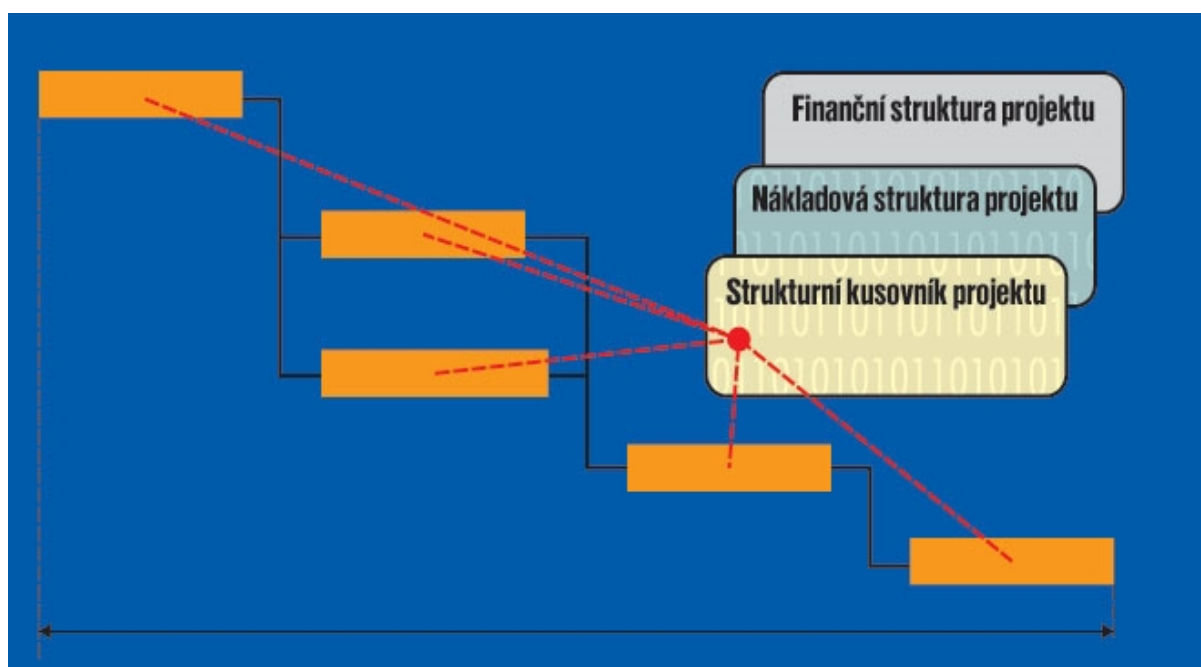 Finanční struktura projektu
Nákladová struktura projektu
Strukturní kusovník projektu